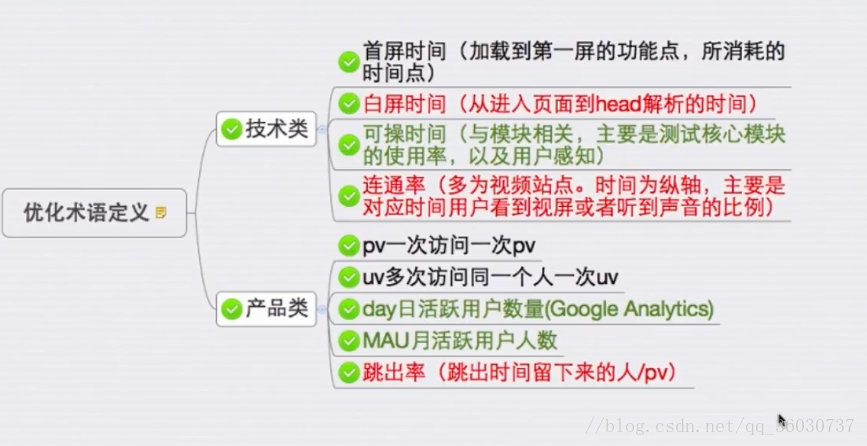 首屏时间（加载到第一屏的功能点，所消耗的
时间点）
白屏时间（从进入页面到head解析的时间）
技术类
可操时间（与模块相关，主要是测试核心模块
的使用率，以及用户感知）
连通率（多为视频站点。时间为纵轴，主要是
对应时间用户看到视屏或者听到声音的比例）
优化术语定义
pv一次访问一次pv
uv多次访问同一个人一次uv
产品类
day日活跃用户数量(Google Analytics)
MAU月活跃用户人数
跳出率（跳出时间留下来的人/pv）
//blog.csdn.net/qq_36030737